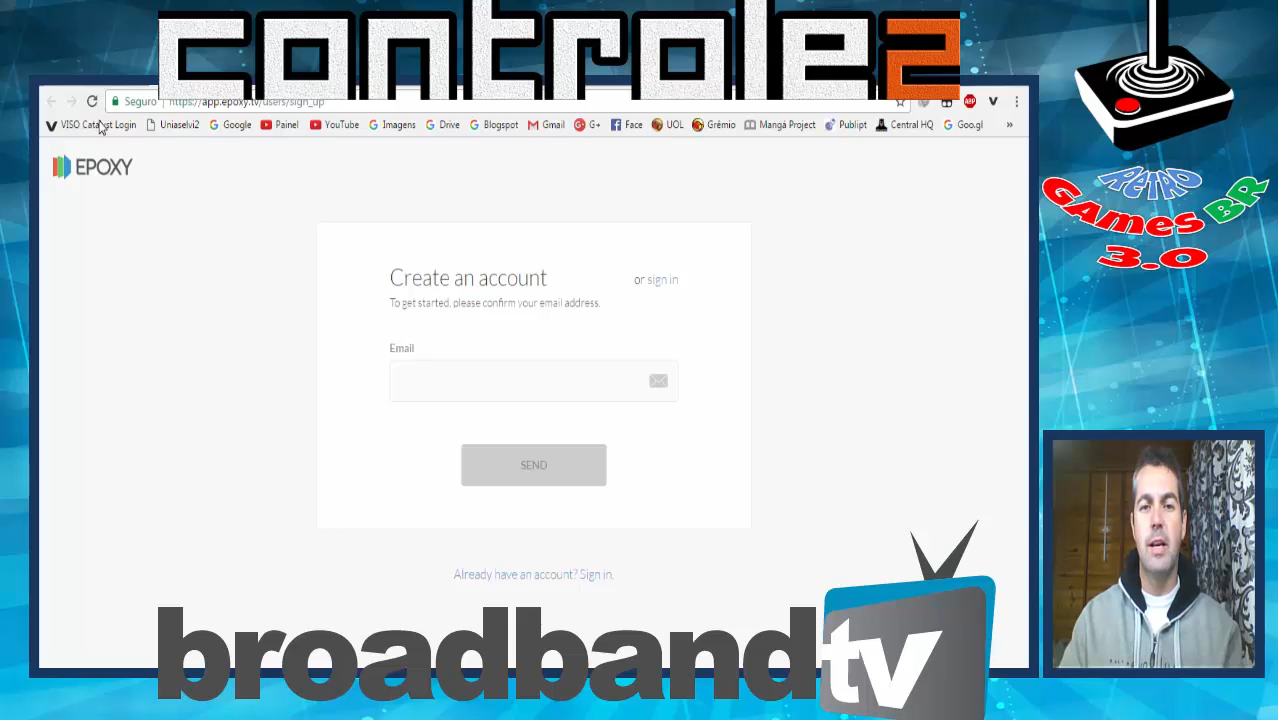 controle2
Seguro | https://app.epoxy.tv/users/sign_up
ABP
VISO Catalyst Login Uniaselvi2 Google Painel YouTube Imagens Drive Blogspot Gmail G+ Face UOL Grêmio Mangá Project Publipt Central HQ Goo.gl »
EPOXY
RETRO
GAMES BR
3.0
Create an account
or sign in
To get started, please confirm your email address.
Email
SEND
Already have an account? Sign in.
broadbandtv